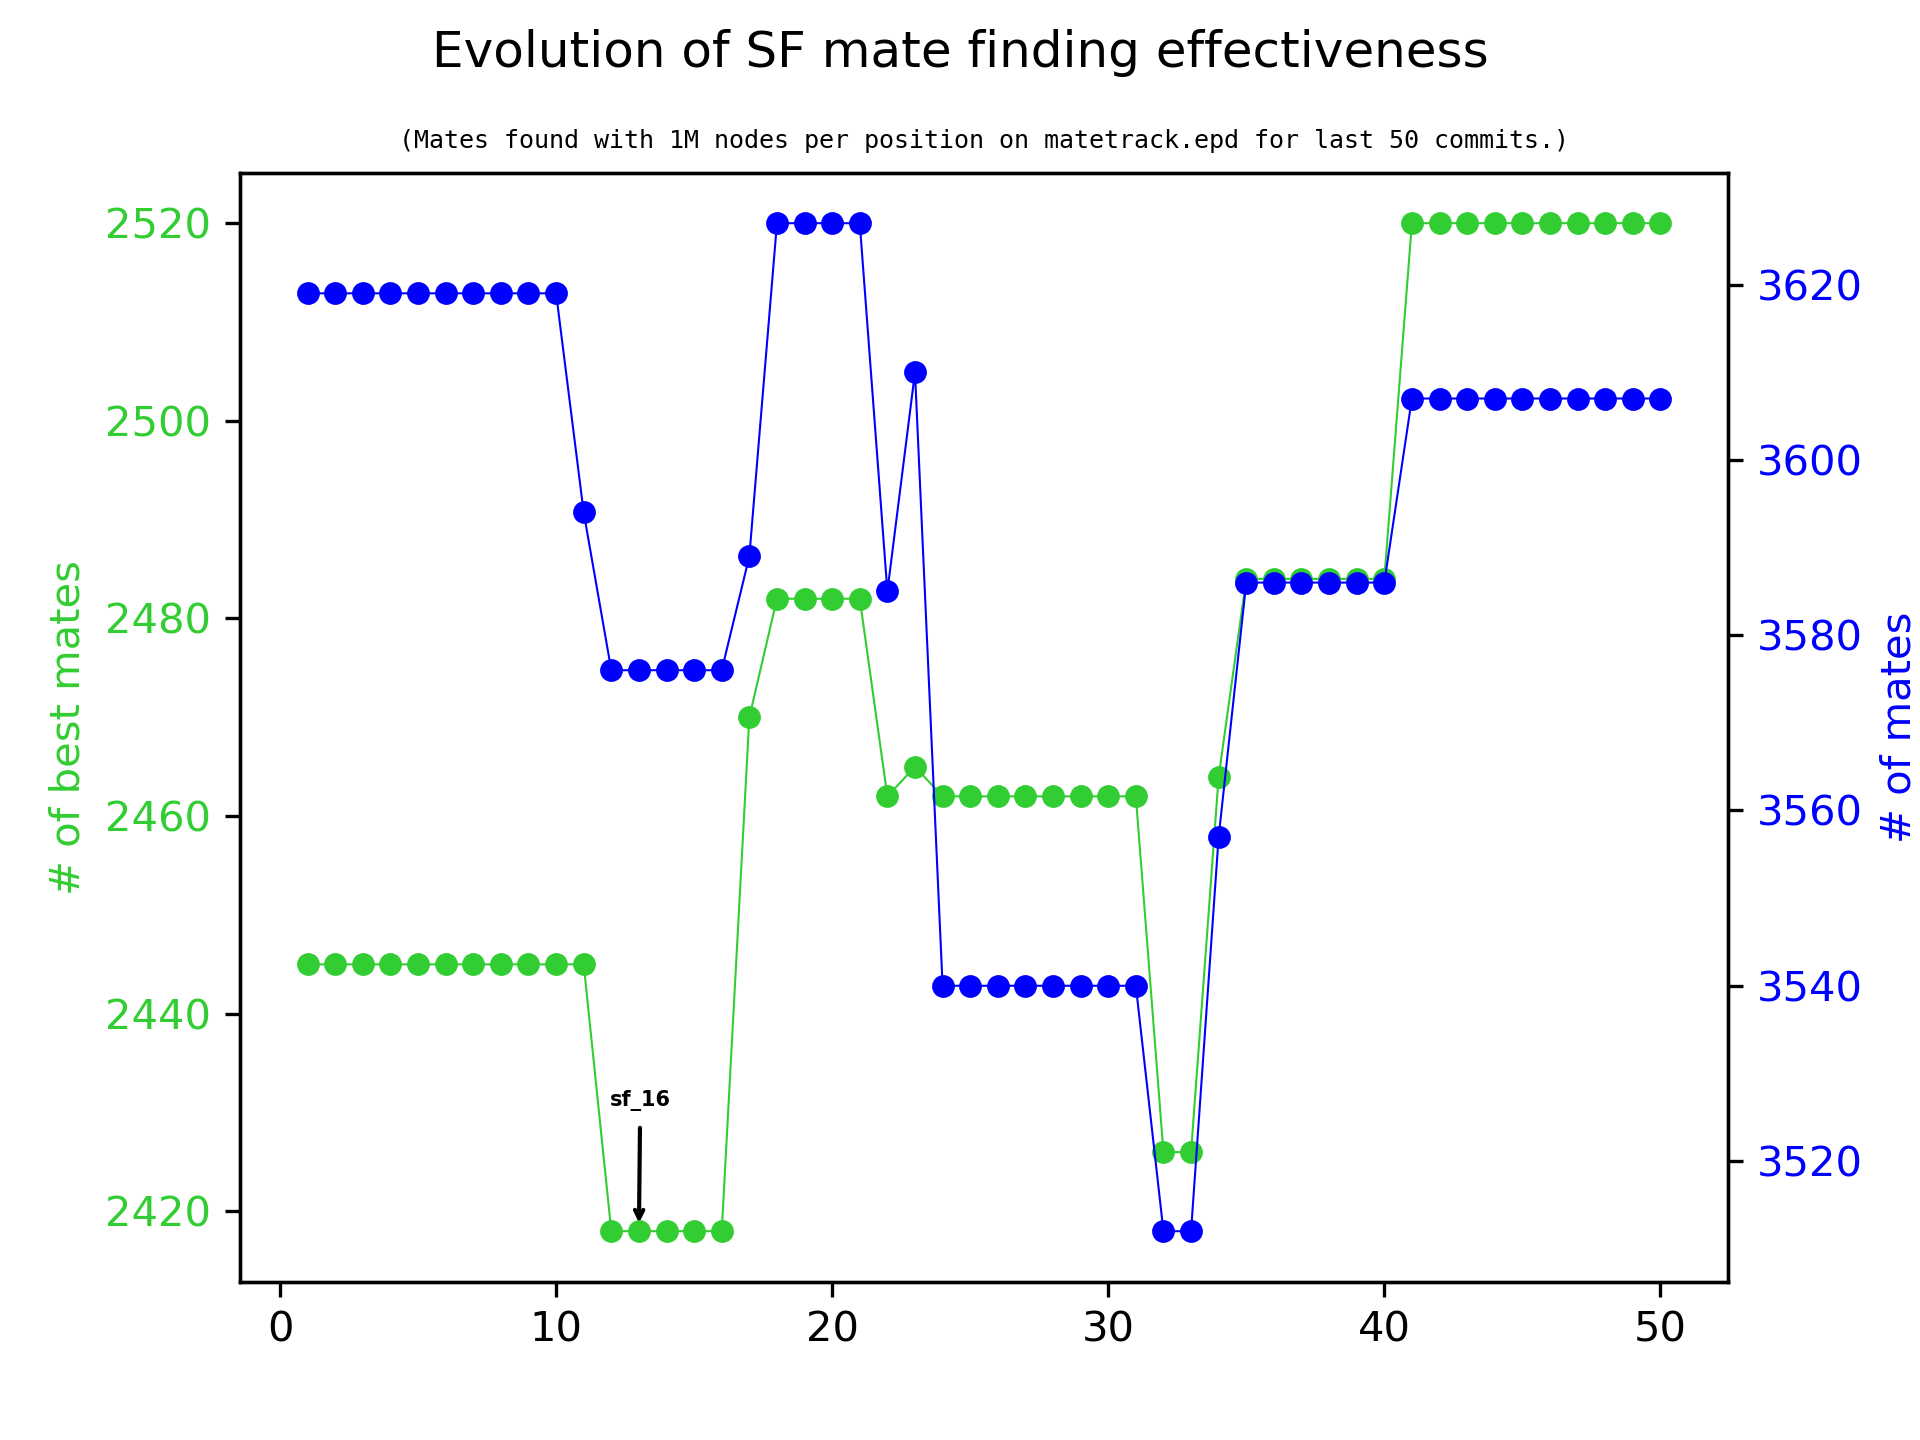 Evolution of SF mate finding effectiveness
(Mates found with 1M nodes per position on matetrack.epd for last 50 commits.)
# of best mates
2520
2500
2480
2460
2440
2420
sf_16
3620
3600
3580
3560
3540
3520
# of mates
0 10 20 30 40 50